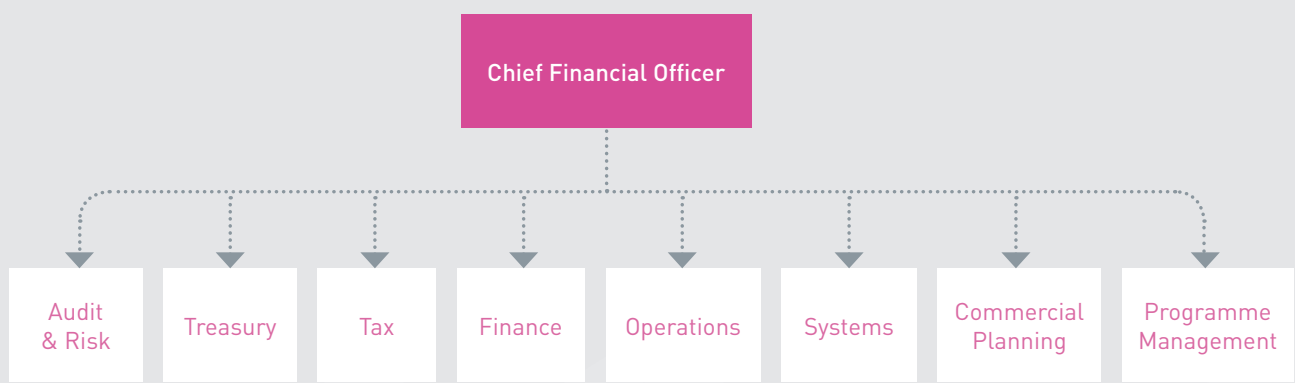 Chief Financial Officer
Audit
& Risk
Treasury
Tax
Finance
Operations
Systems
Commercial
Planning
Programme
Management